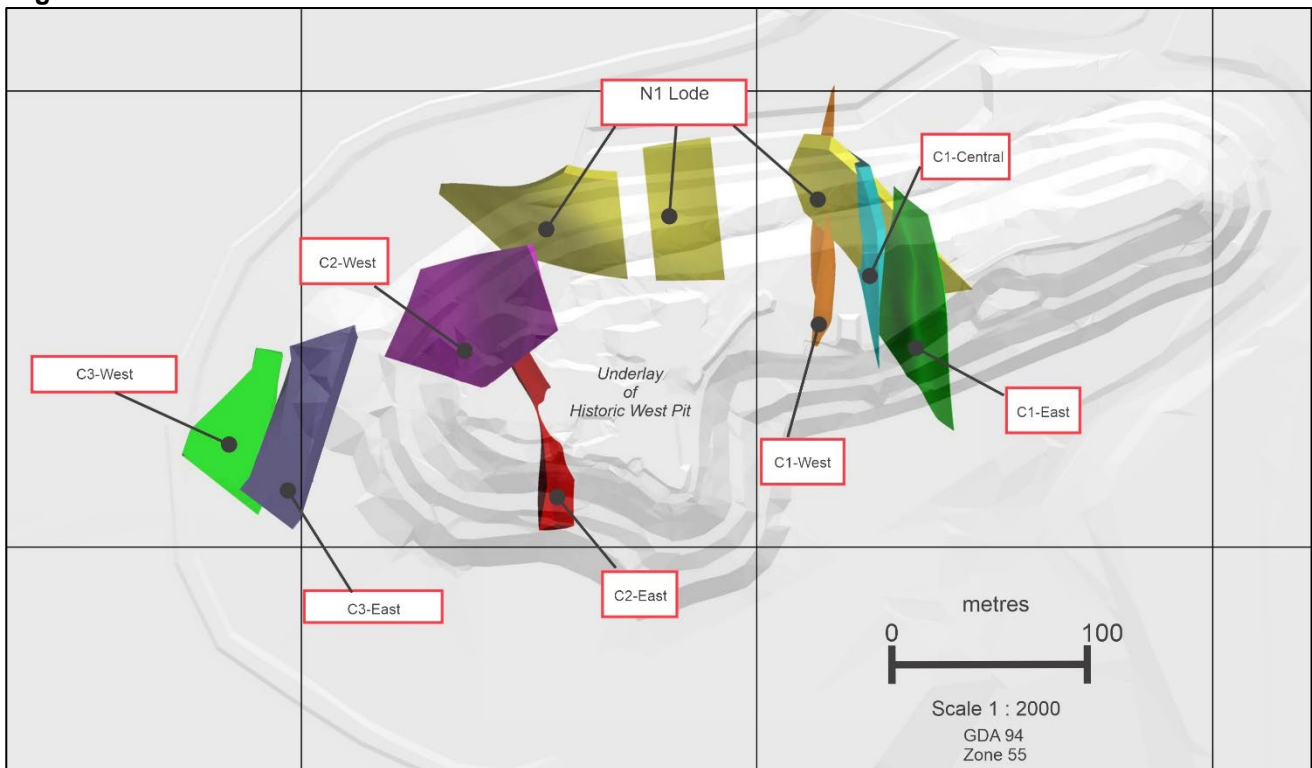 N1 Lode
C1-Central
C2-West
C3-West
Underlay
of
Historic West Pit
C1-East
C1-West
C2-East
C3-East
metres
0 100
Scale 1 : 2000
GDA 94
Zone 55